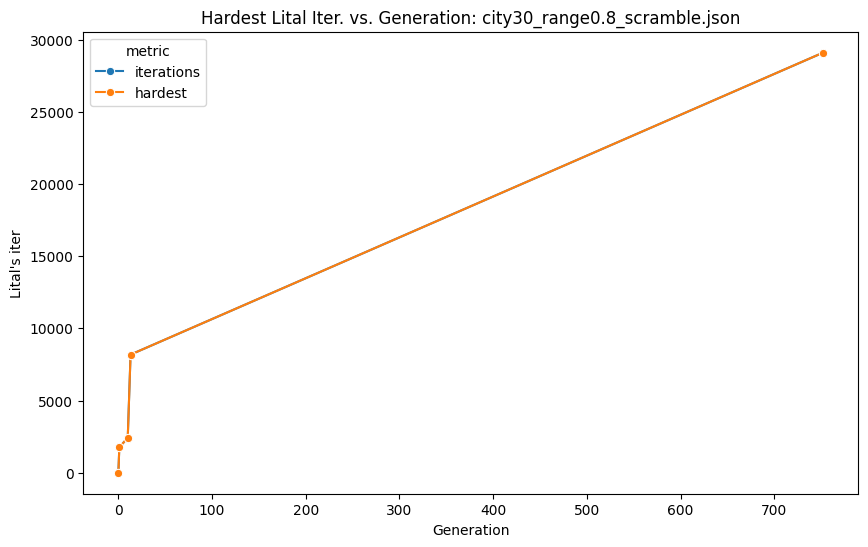 Hardest Lital Iter. vs. Generation: city30_range0.8_scramble.json
metric
iterations
hardest
30000
25000
20000
15000
10000
5000
0
Lital's iter
0 100 200 300 400 500 600 700
Generation